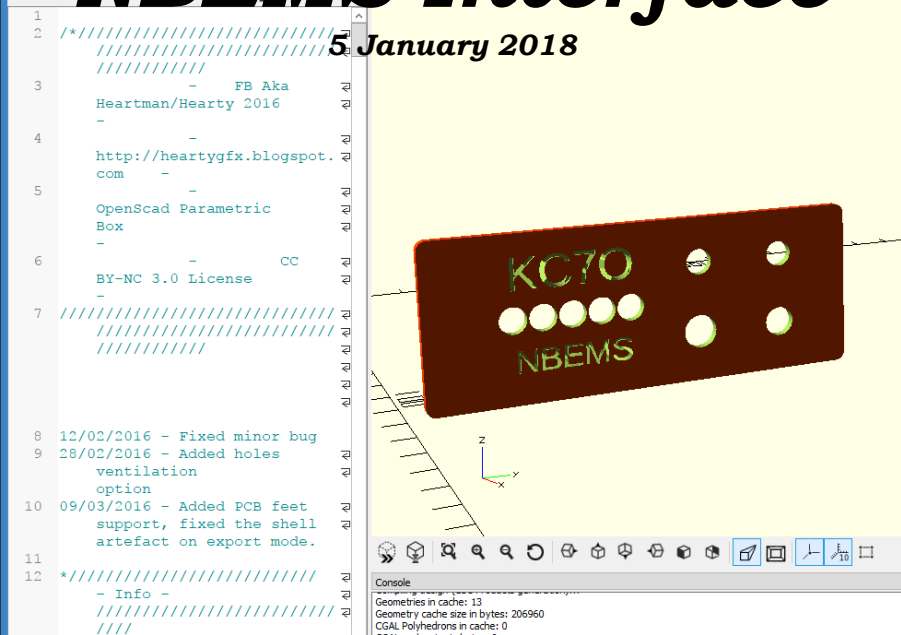 NBEMS Interface
5 January 2018
1
2 /*/////////////////////////////
///////////////////////////
////////////
3 - FB Aka
Heartman/Hearty 2016
-
4 -
http://heartygfx.blogspot.
com -
5 -
OpenScad Parametric
Box
-
6 - CC
BY-NC 3.0 License
-
7 /////////////////////////////
///////////////////////////
////////////
8 12/02/2016 - Fixed minor bug
9 28/02/2016 - Added holes
ventilation
option
10 09/03/2016 - Added PCB feet
support, fixed the shell
artefact on export mode.
11
12 *///////////////////////////
- Info -
///////////////////////////
////
KC7O
NBEMS
Z
Y
X
10
Console
Geometries in cache: 13
Geometry cache size in bytes: 206960
CGAL Polyhedrons in cache: 0